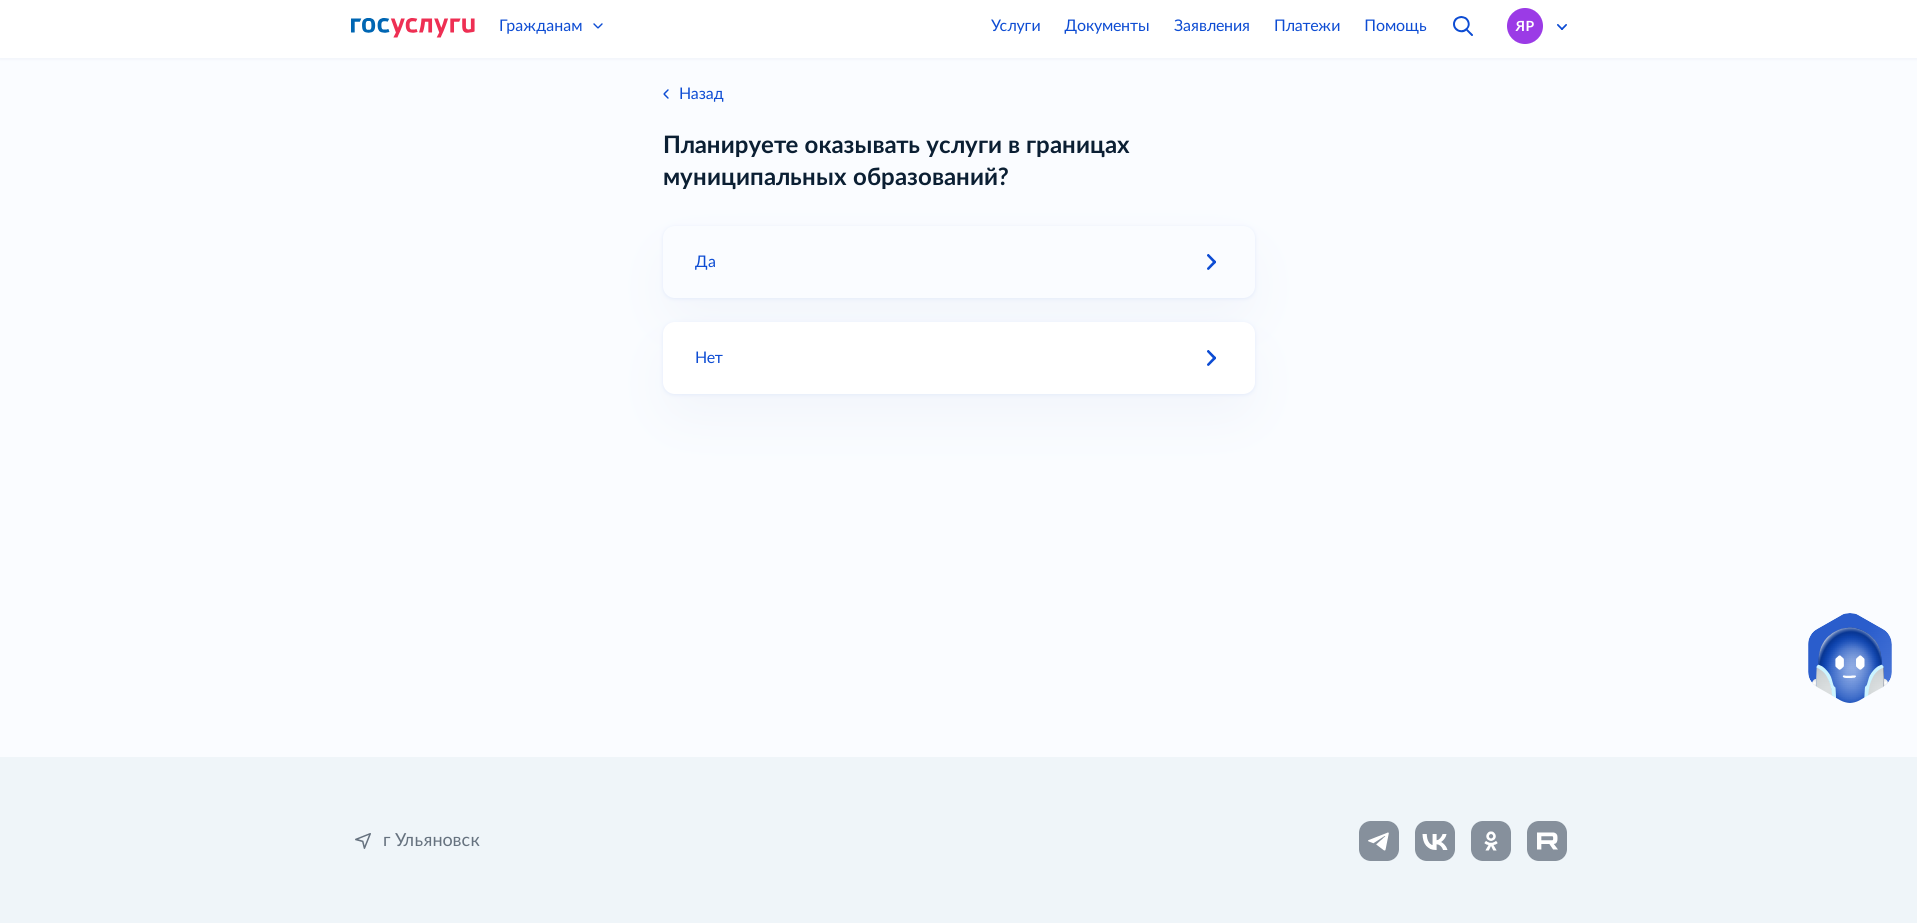 госуслуги Гражданам Услуги Документы Заявления Платежи Помощь ЯР
Назад
Планируете оказывать услуги в границах
муниципальных образований?
Да
Нет
г Ульяновск